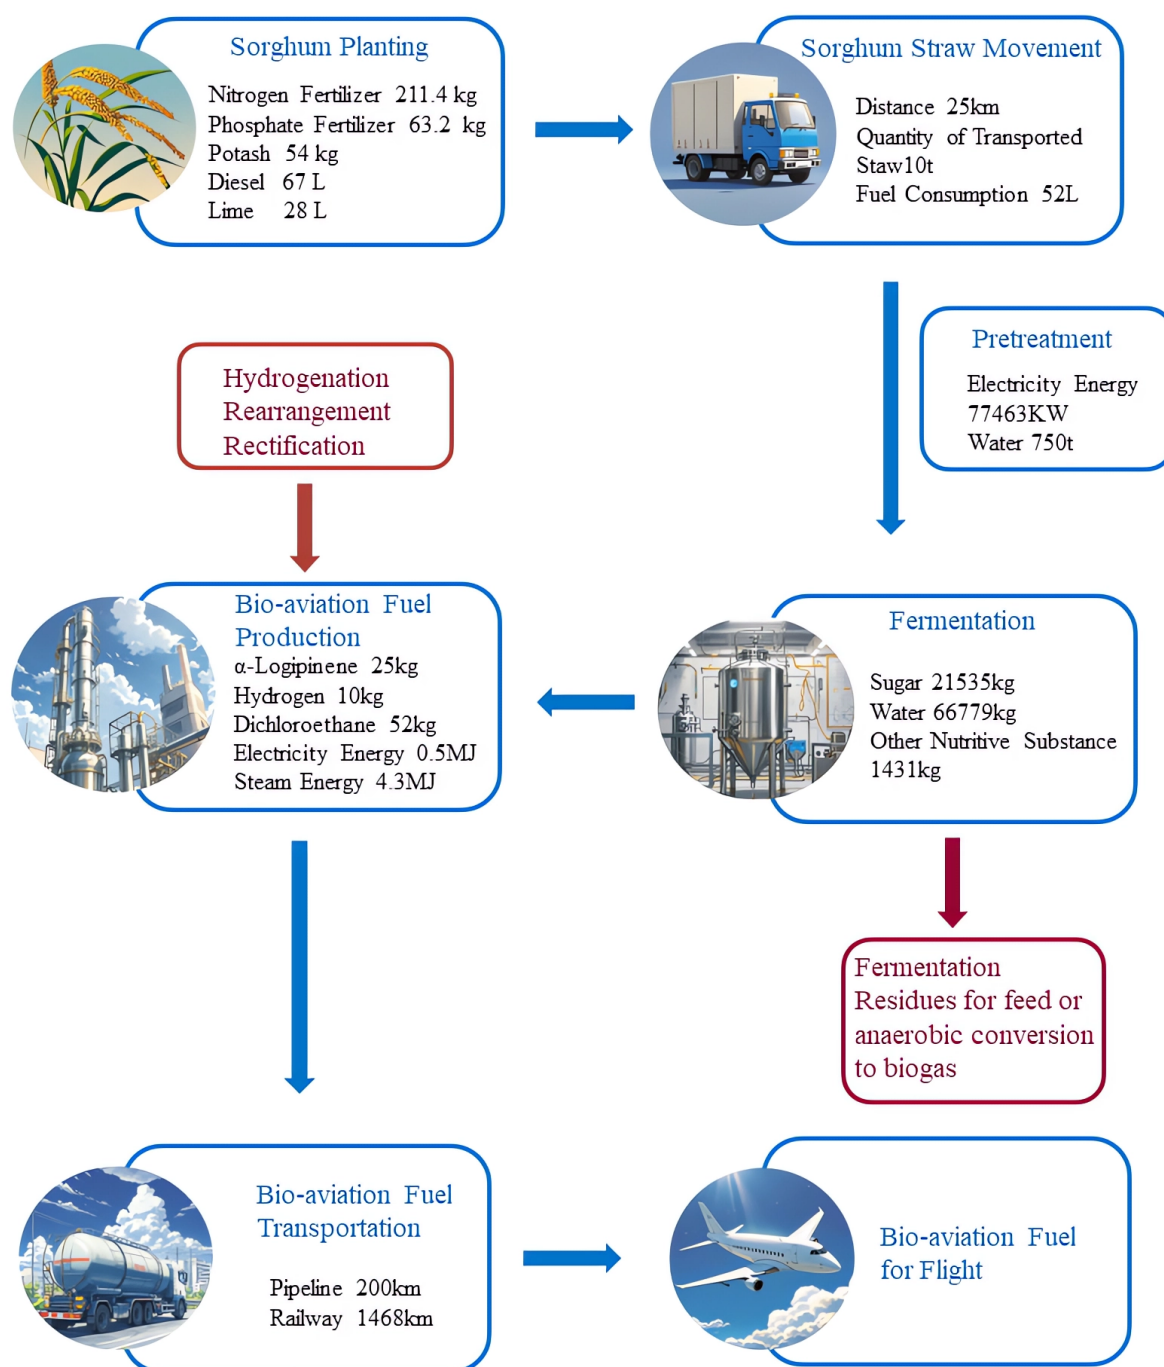 Sorghum Planting
Nitrogen Fertilizer 211.4 kg
Phosphate Fertilizer 63.2 kg
Potash 54 kg
Diesel 67 L
Lime 28 L
Sorghum Straw Movement
Distance 25km
Quantity of Transported
Staw10t
Fuel Consumption 52L
Pretreatment
Electricity Energy
77463KW
Water 750t
Hydrogenation
Rearrangement
Rectification
Fermentation
Sugar 21535kg
Water 66779kg
Other Nutritive Substance
1431kg
Bio-aviation Fuel
Production
α-Logipinene 25kg
Hydrogen 10kg
Dichloroethane 52kg
Electricity Energy 0.5MJ
Steam Energy 4.3MJ
Fermentation
Residues for feed or
anaerobic conversion
to biogas
Bio-aviation Fuel
Transportation
Pipeline 200km
Railway 1468km
Bio-aviation Fuel
for Flight